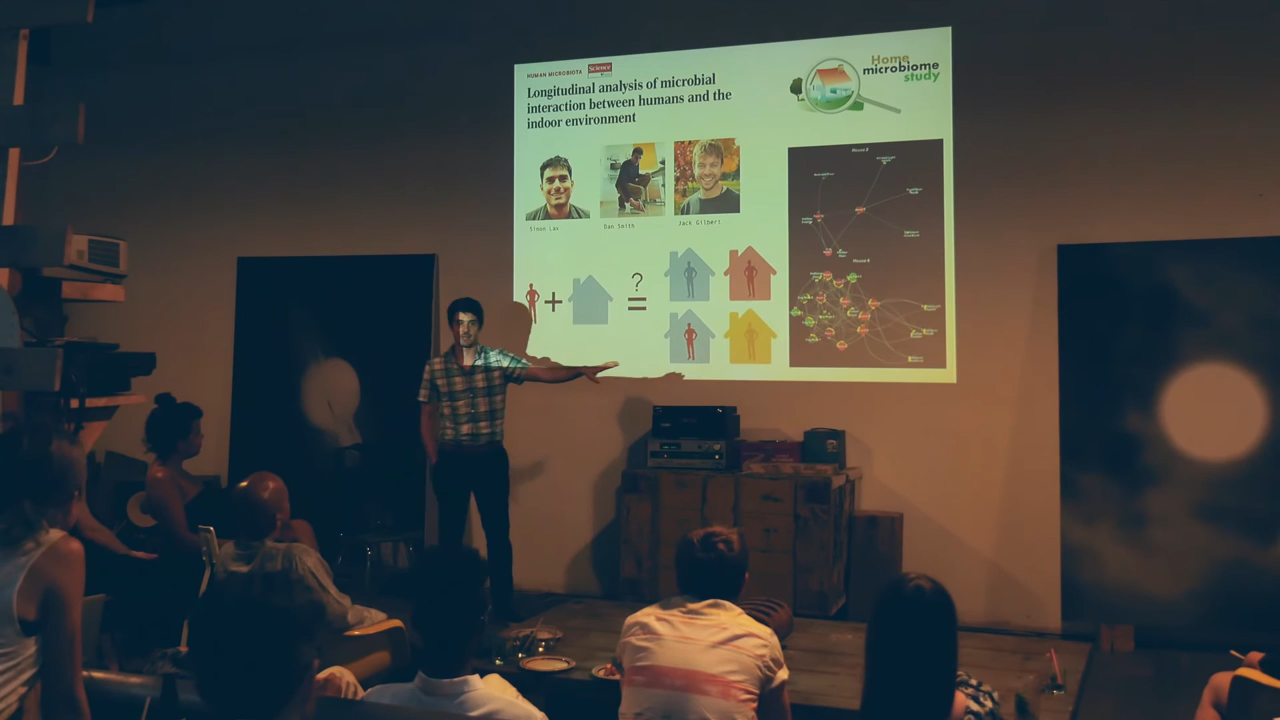 HUMAN MICROBIOTA
Science
Longitudinal analysis of microbial
interaction between humans and the
indoor environment
Home
microbiome
study
Simon Lax
Dan Smith
Jack Gilbert
+
?
=